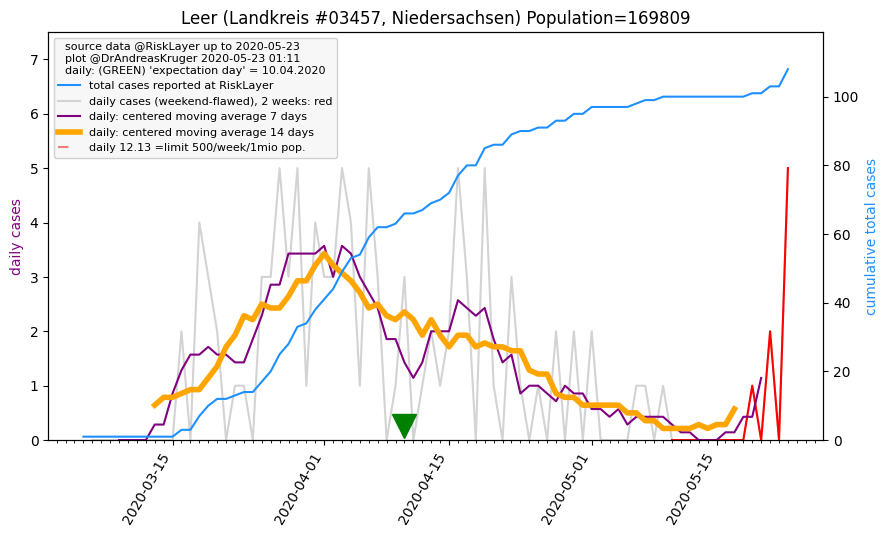 Leer (Landkreis #03457, Niedersachsen) Population=169809
source data @RiskLayer up to 2020-05-23
plot @DrAndreasKruger 2020-05-23 01:11
daily: (GREEN) 'expectation day' = 10.04.2020
total cases reported at RiskLayer
daily cases (weekend-flawed), 2 weeks: red
daily: centered moving average 7 days
daily: centered moving average 14 days
daily 12.13 =limit 500/week/1mio pop.
daily cases
7
6
5
4
3
2
1
0
cumulative total cases
100
80
60
40
20
0
2020-03-15
2020-04-01
2020-04-15
2020-05-01
2020-05-15